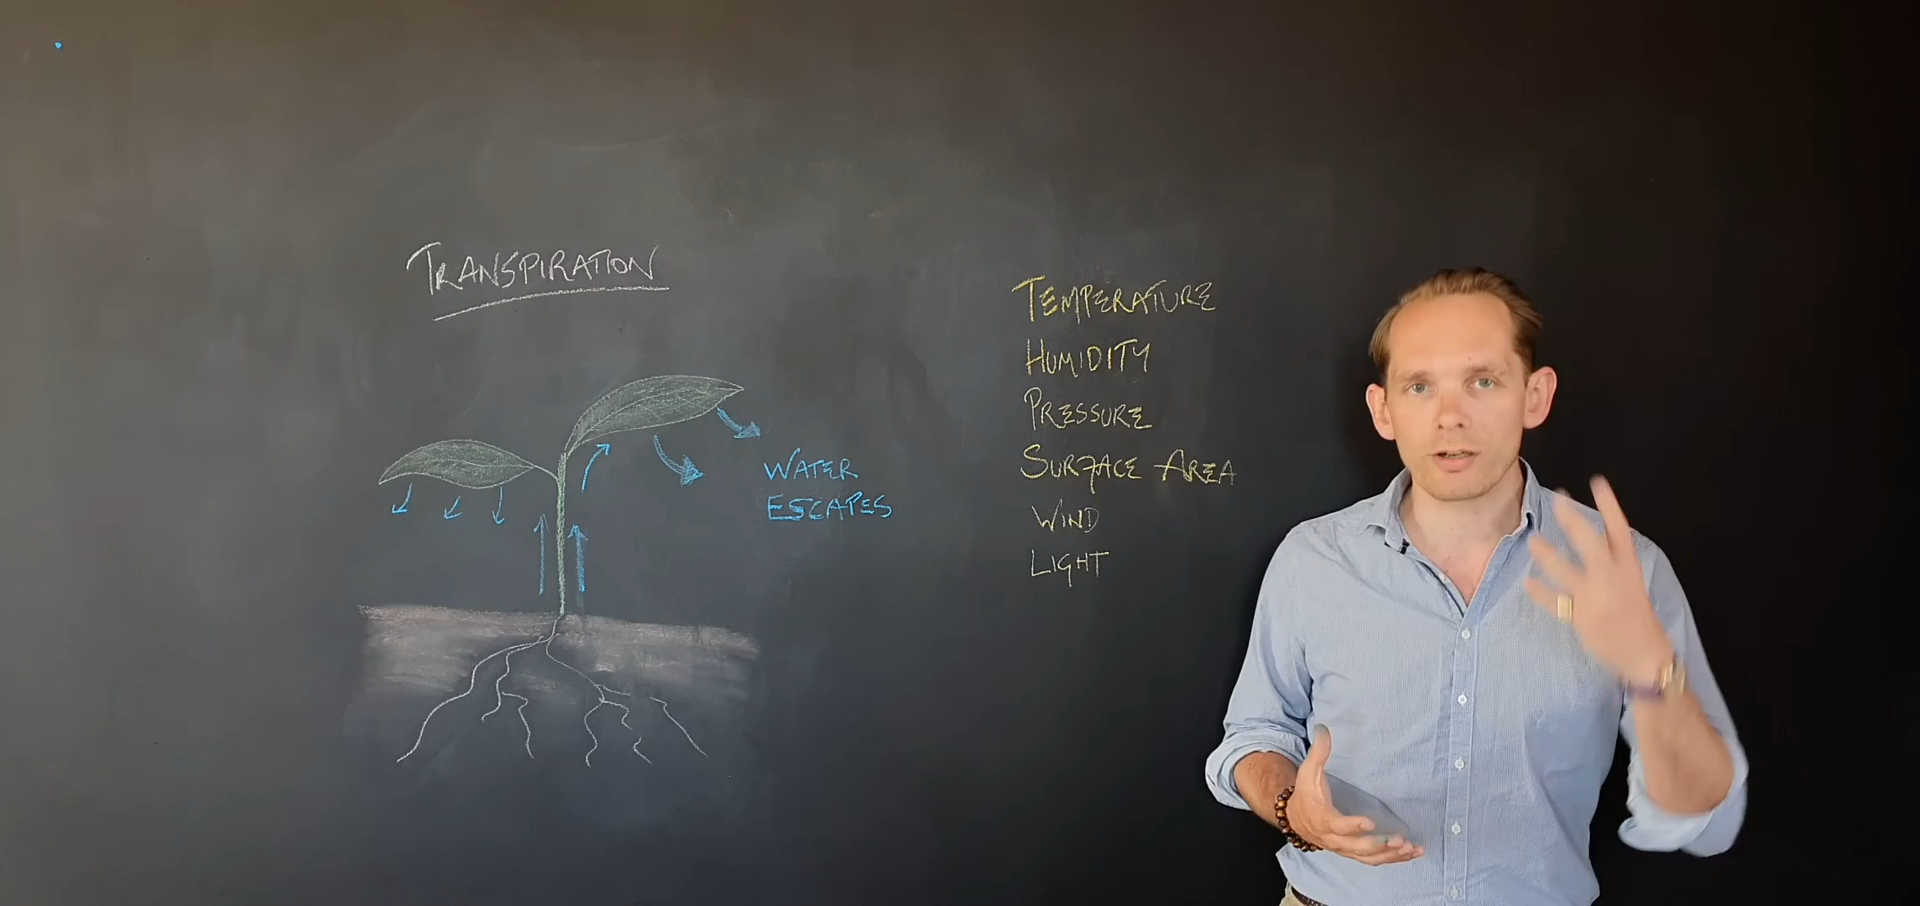 TRANSPIRATION
WATER
ESCAPES
TEMPERATURE
HUMIDITY
PRESSURE
SURFACE AREA
WIND
LIGHT